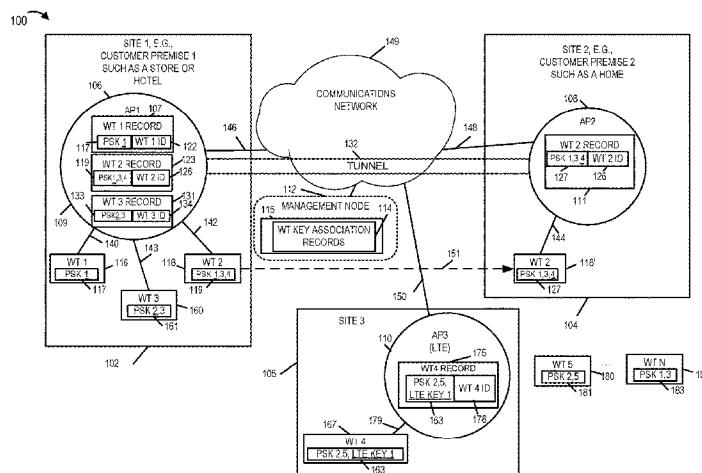 100
SITE 1, E.G.,
CUSTOMER PREMISE 1
SUCH AS A STORE OR
HOTEL
106
AP1
107
WT 1 RECORD
PSK 1
WT 1 ID
117
122
WT 2 RECORD
123
119
PSK 1,3,4
WT 2 ID
126
WT 3 RECORD
131
133
PSK2,3
WT 3 ID
134
109
140
143
142
WT 1
PSK 1
116
117
WT 3
PSK 2,3
160
161
118
WT 2
PSK 1,3,4
119
102
149
COMMUNICATIONS
NETWORK
146
148
132
TUNNEL
112
MANAGEMENT NODE
115
114
WT KEY ASSOCIATION
RECORDS
151
150
SITE 2, E.G.,
CUSTOMER PREMISE 2
SUCH AS A HOME
108
AP2
WT 2 RECORD
PSK 1,3,4
WT 2 ID
127
126
111
144
WT 2
118'
PSK 1,3,4
127
104
SITE 3
105
110
AP3
(LTE)
175
WT4 RECORD
PSK 2,5,
LTE KEY 1
WT 4 ID
163
178
179
167
WT 4
PSK 2,5, LTE KEY 1
163
WT 5
PSK 2,5
180
181
...
WT N
PSK 1,3
183